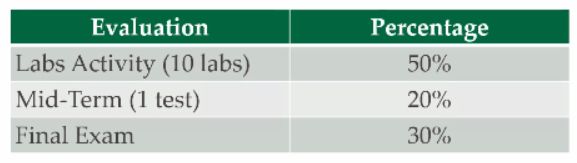 Evaluation Percentage
Labs Activity (10 labs) 50%
Mid-Term (1 test) 20%
Final Exam 30%